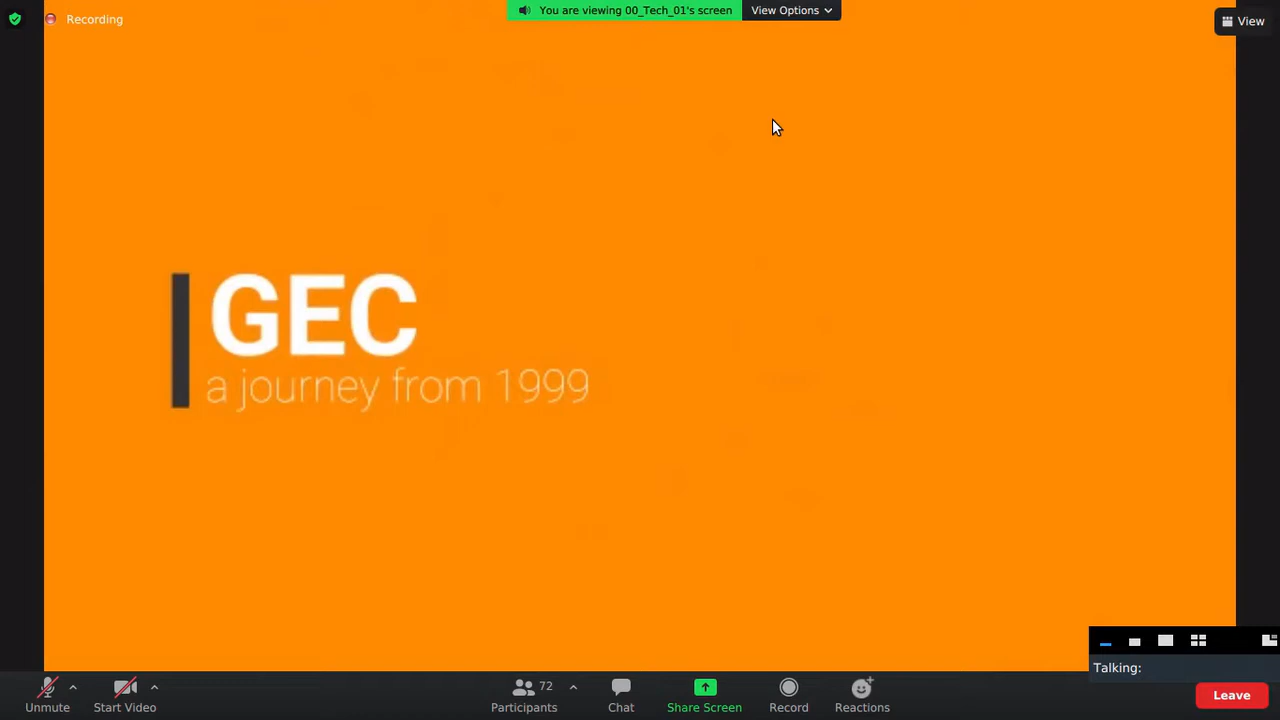 Recording
You are viewing 00_Tech_01's screen
View Options
View
GEC
a journey from 1999
Talking:
72
Unmute
Start Video
Participants
Chat
Share Screen
Record
Reactions
Leave